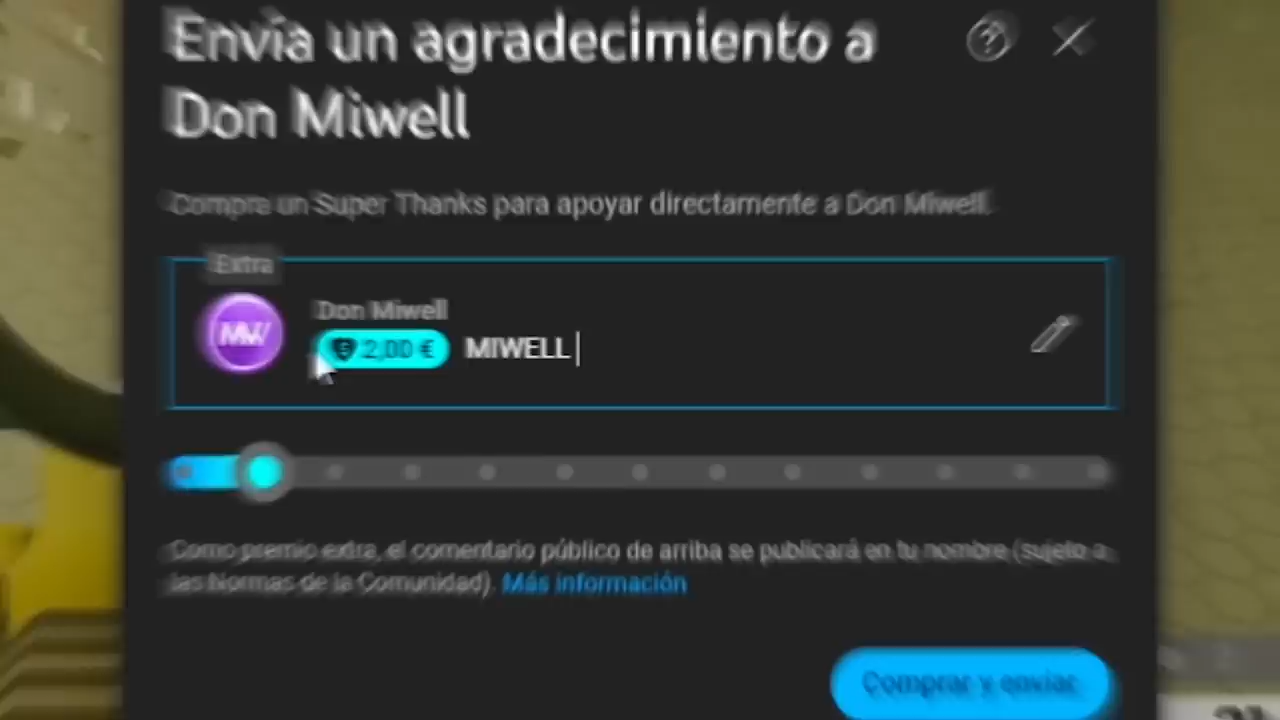 Envía un agradecimiento a
Don Miwell
Compra un Super Thanks para apoyar directamente a Don Miwell.
Extra
MW
Don Miwell
2,00 € MIWELL
Como premio extra, el comentario público de arriba se publicará en tu nombre (sujeto a
las Normas de la Comunidad). Más información
Comprar y enviar